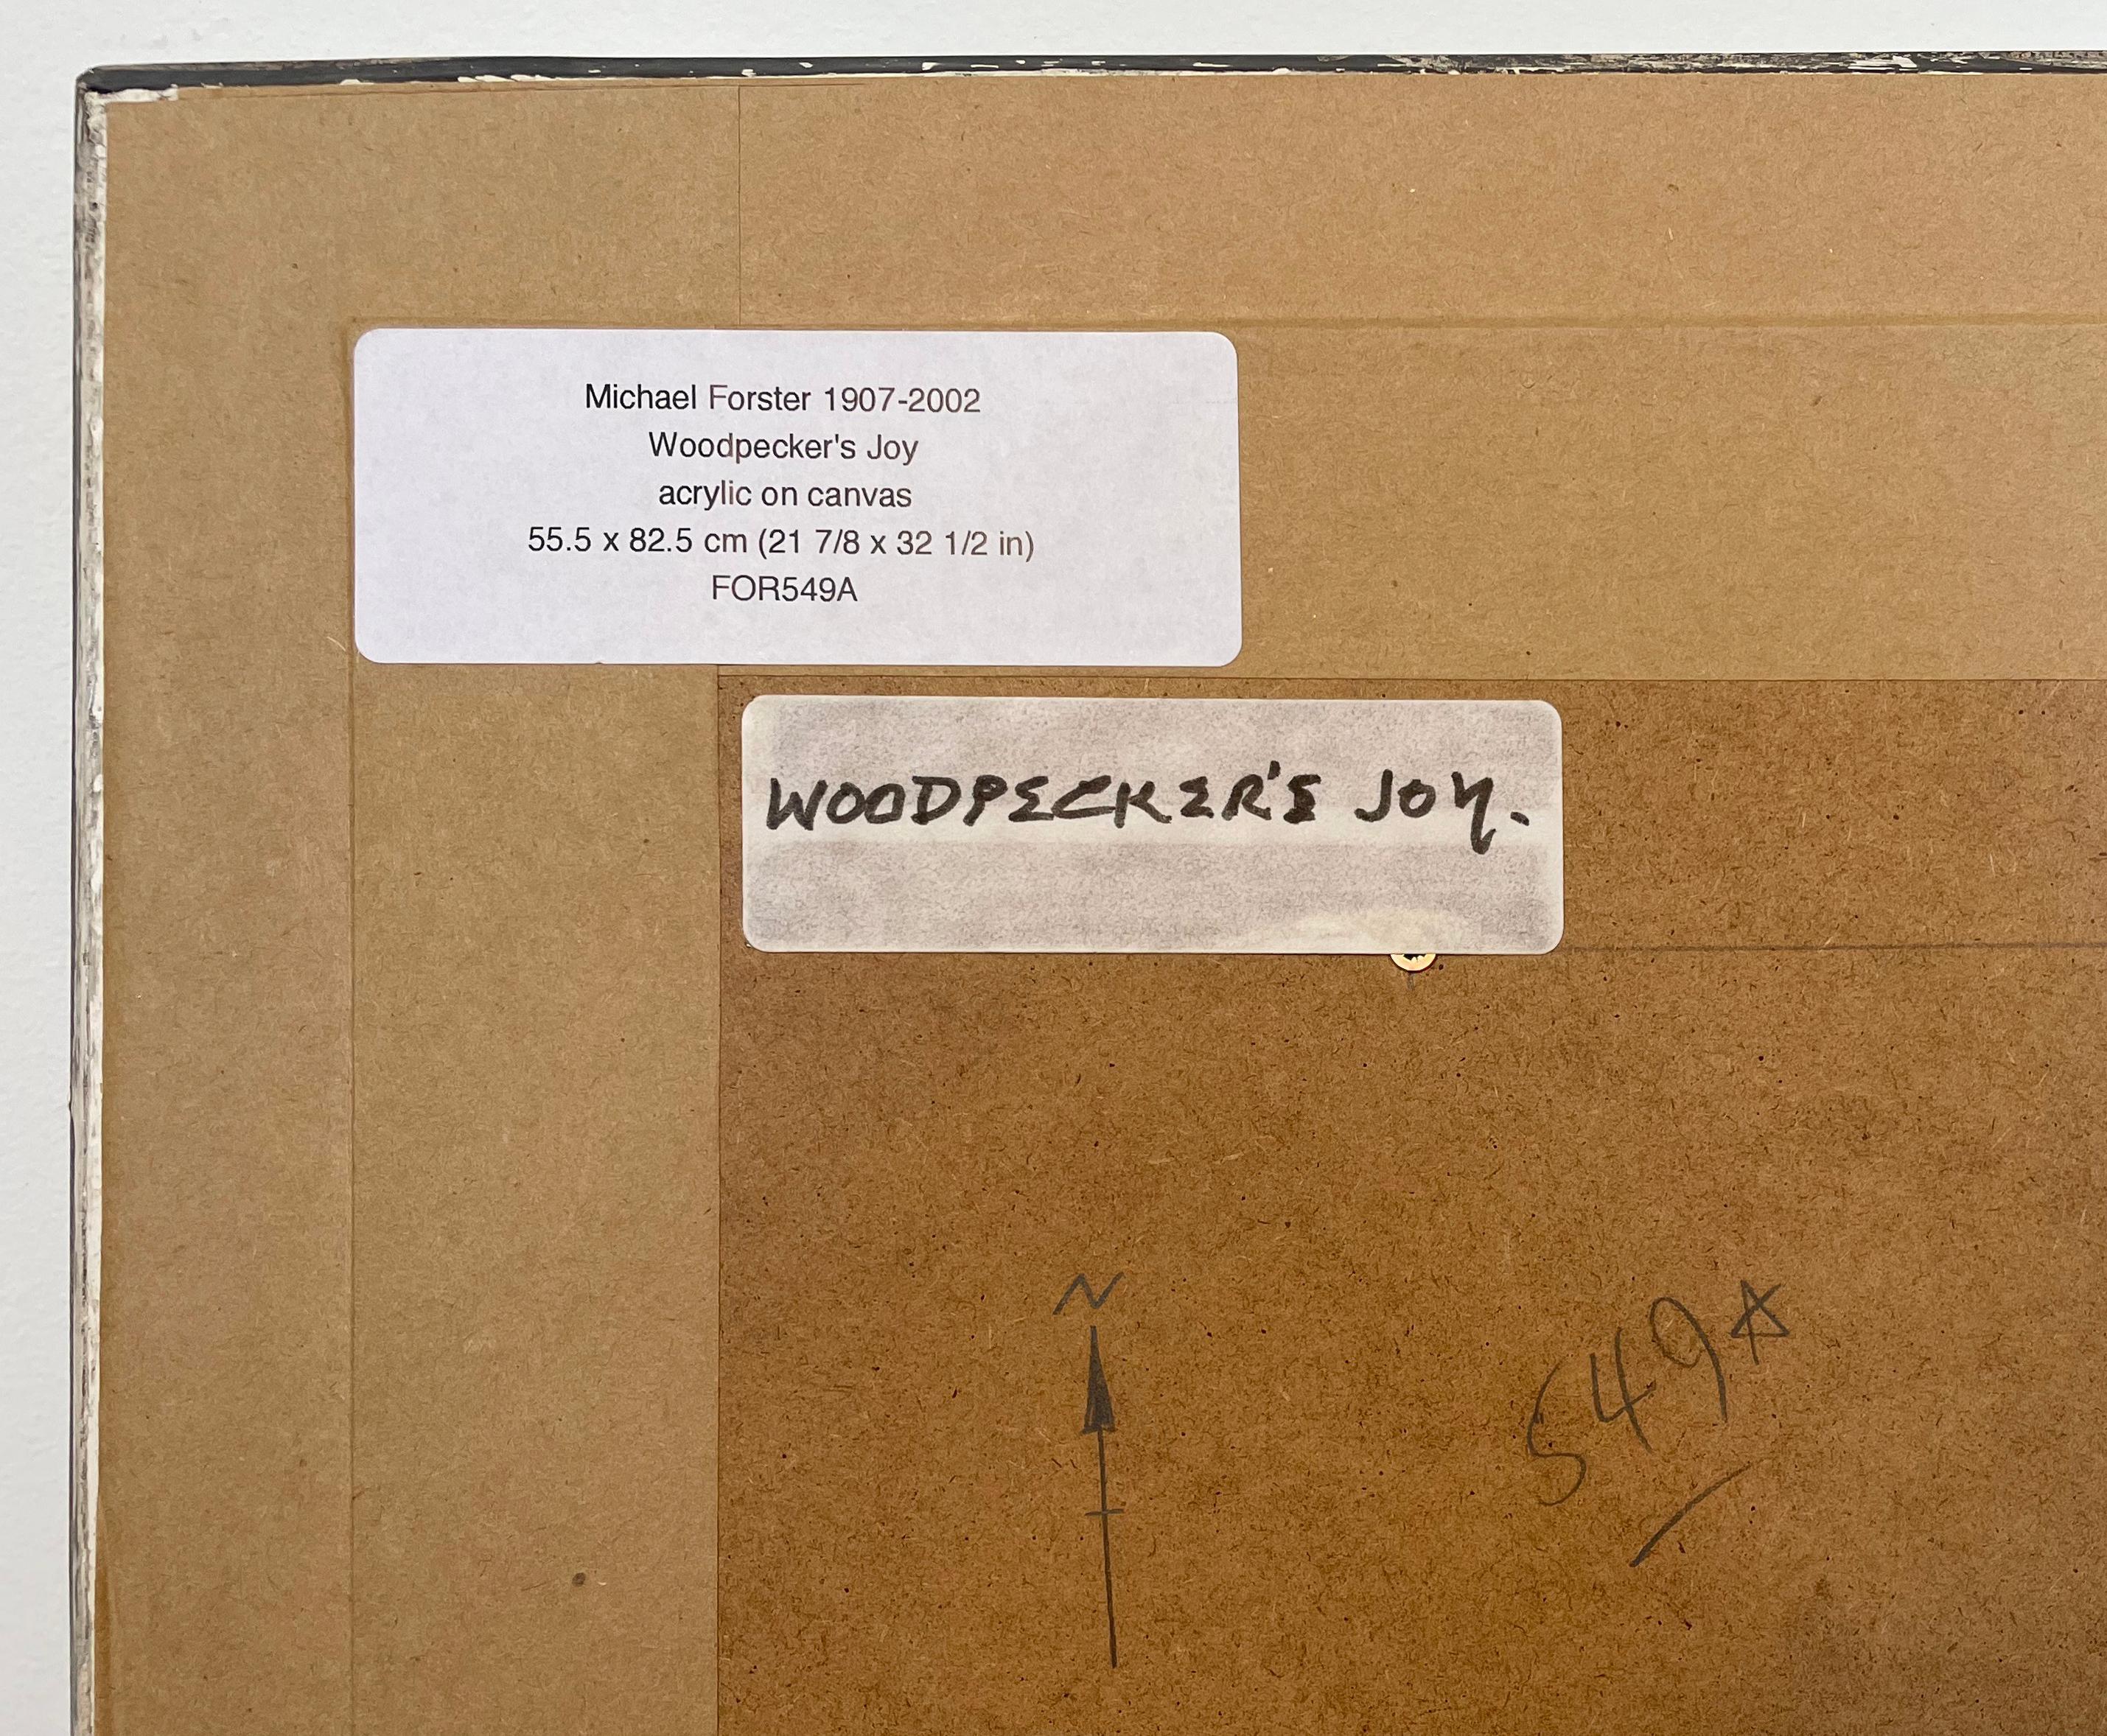 Michael Forster 1907-2002
Woodpecker's Joy
acrylic on canvas
55.5 x 82.5 cm (21 7/8 x 32 1/2 in)
FOR549A
WOODPECKER'S JOY.
N
549A